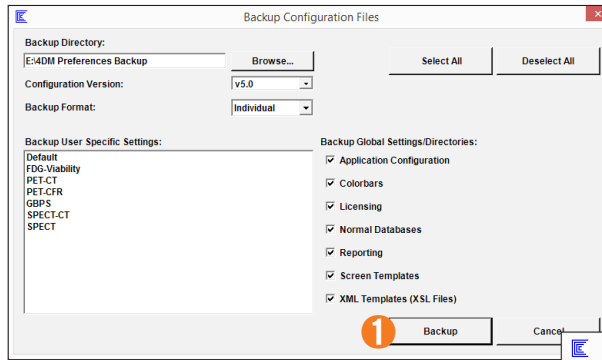 Backup Configuration Files
Backup Directory:
E:\4DM Preferences Backup
Browse...
Select All
Deselect All
Configuration Version:
v5.0
Backup Format:
Individual
Backup User Specific Settings:
Default
FDG-Viability
PET-CT
PET-CFR
GBPS
SPECT-CT
SPECT
Backup Global Settings/Directories:
Application Configuration
Colorbars
Licensing
Normal Databases
Reporting
Screen Templates
XML Templates (XSL Files)
1
Backup
Cancel